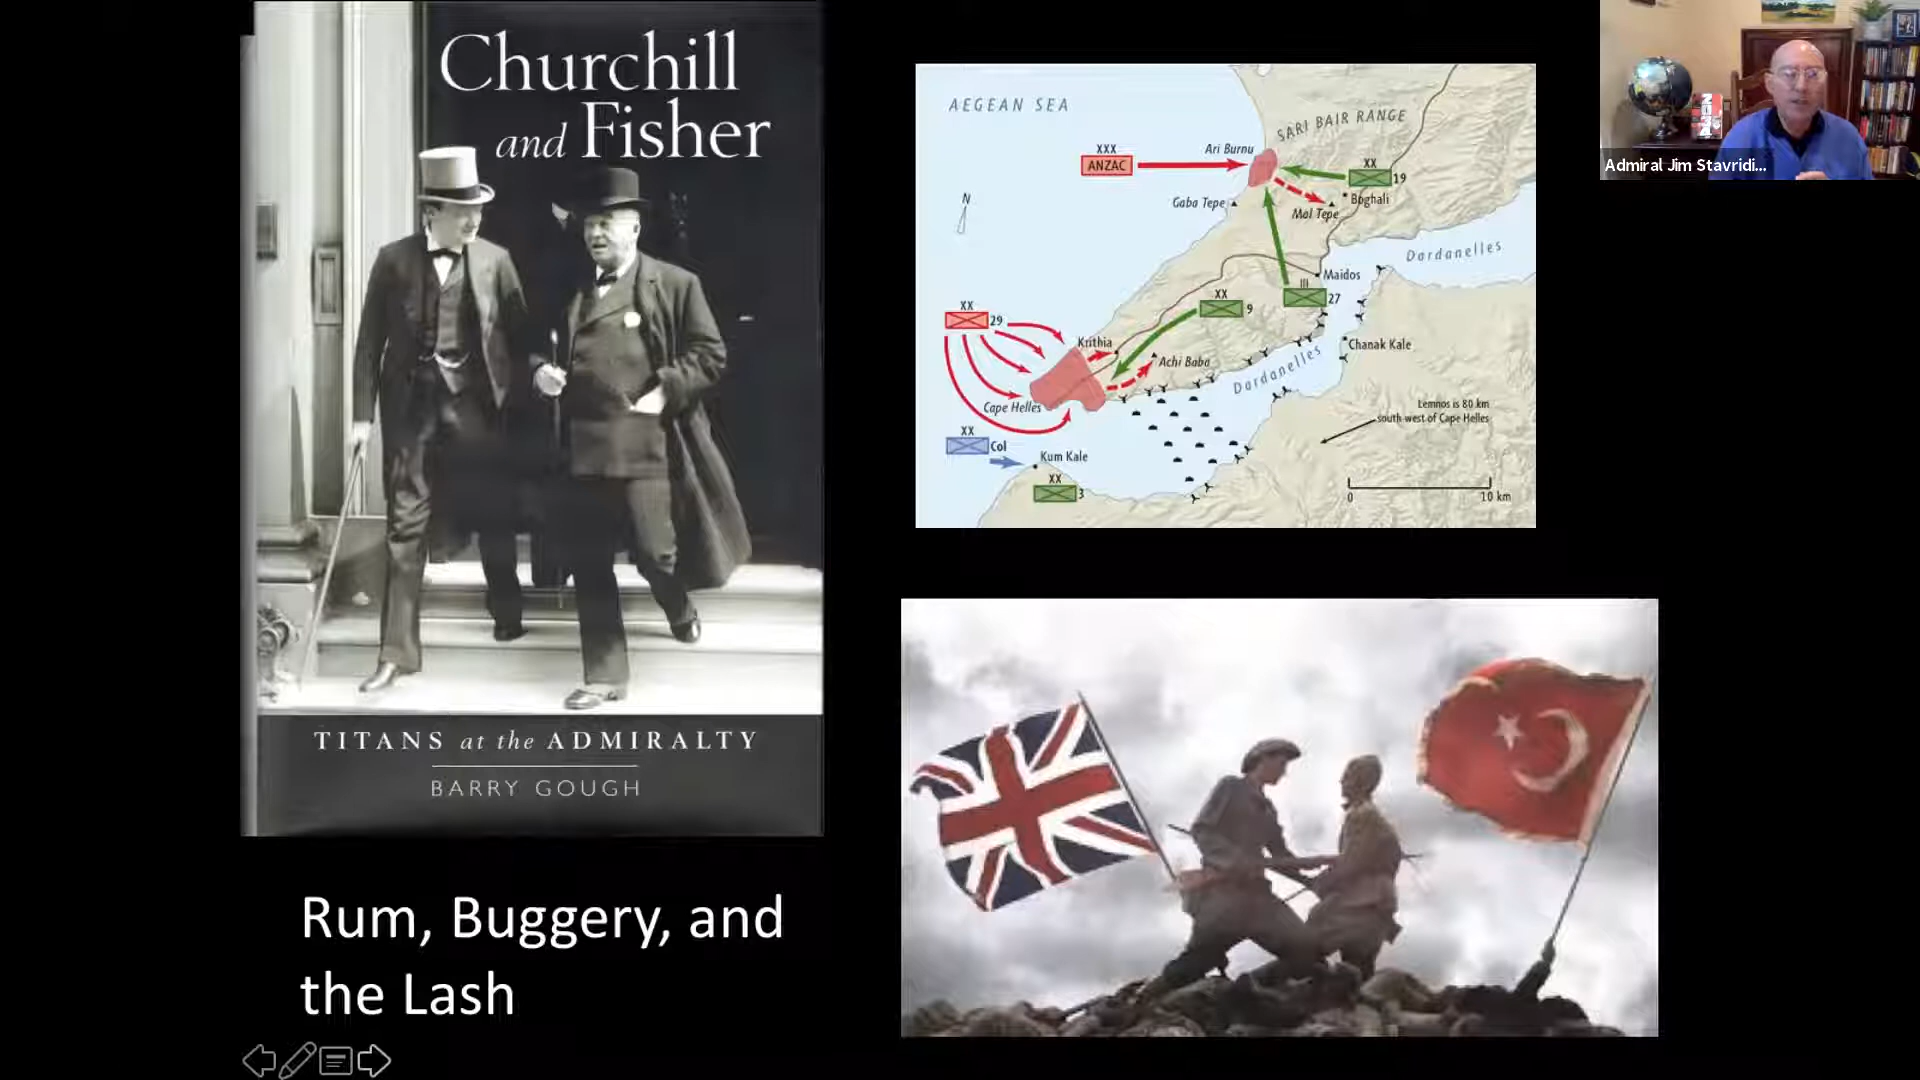 Churchill
and Fisher
TITANS at the ADMIRALTY
BARRY GOUGH
Rum, Buggery, and
the Lash
AEGEAN SEA
SARI BAIR RANGE
XXX
ANZAC
Ari Burnu
XX
19
Boghali
N
Gaba Tepe
Mal Tepe
Dardanelles
Maidos
III
27
XX
9
XX
29
Krithia
Achi Baba
Chanak Kale
Dardanelles
Cape Helles
Lemnos is 80 km
south west of Cape Helles
XX
Col
Kum Kale
XX
3
0
10 km
Admiral Jim Stavridi...